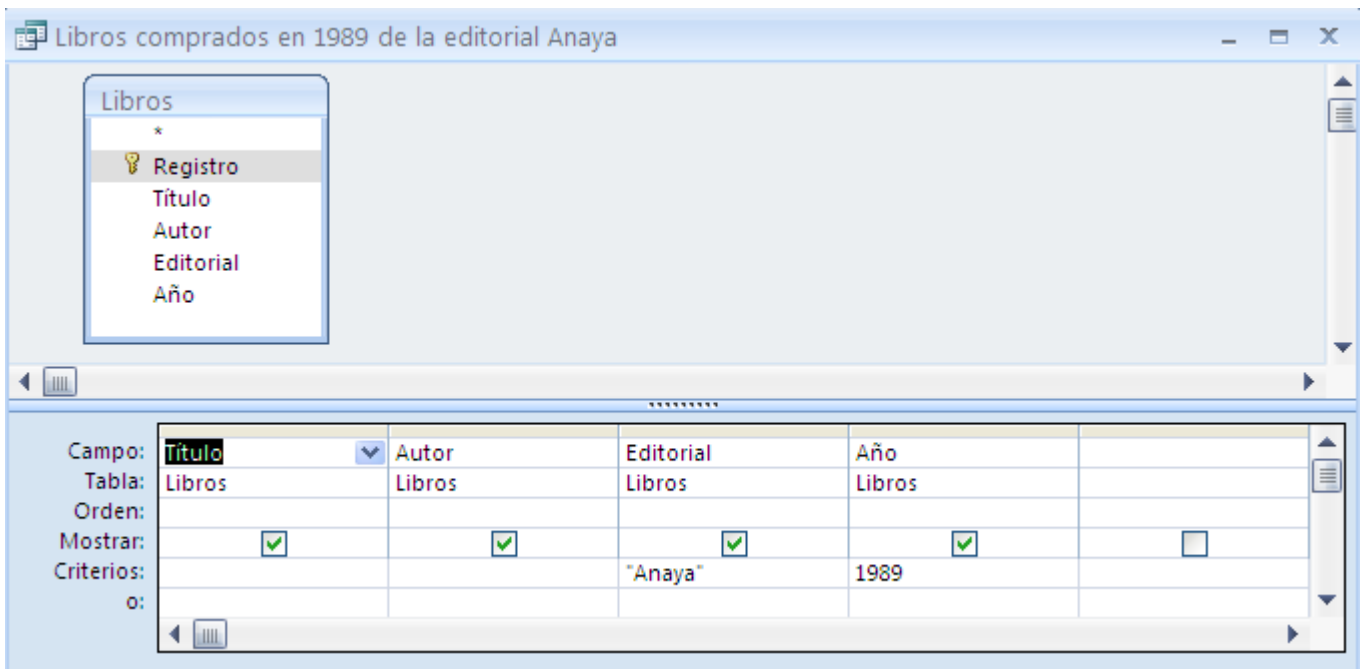 Libros comprados en 1989 de la editorial Anaya
Libros
*
Registro
Título
Autor
Editorial
Año
Campo: Título Autor Editorial Año
Tabla: Libros Libros Libros Libros
Orden:
Mostrar:
Criterios: "Anaya" 1989
o: